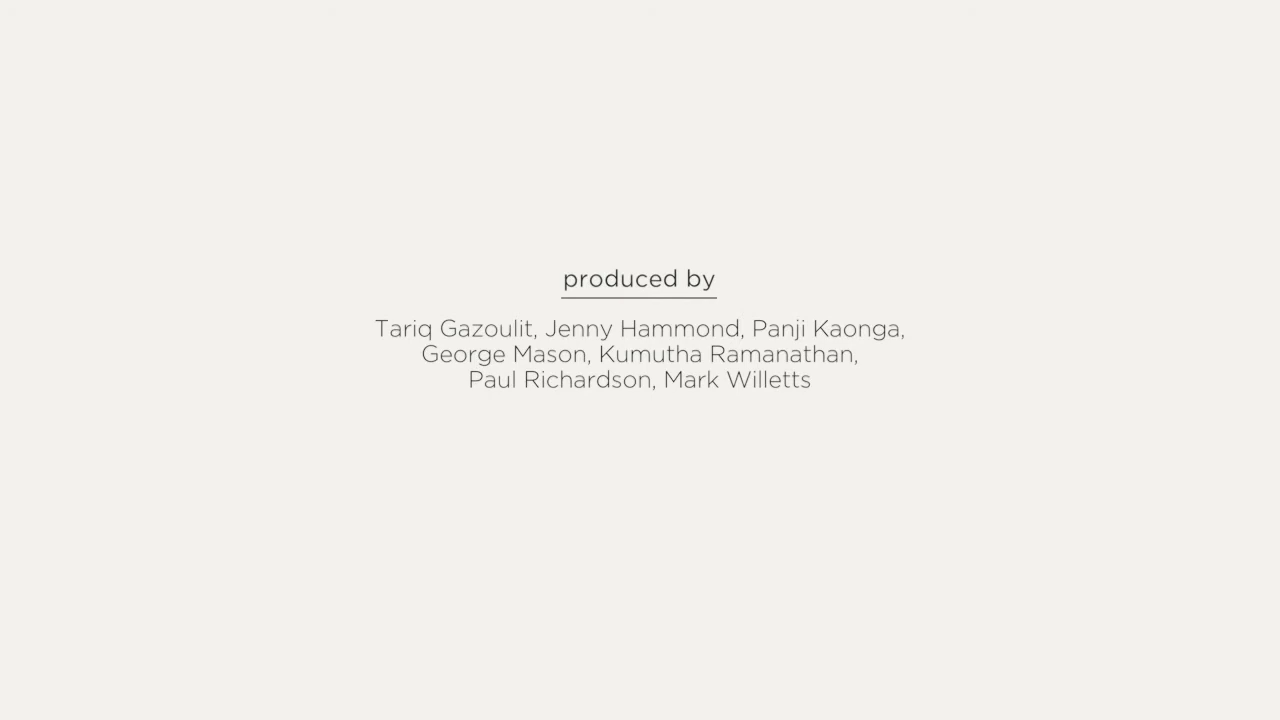 produced by
Tariq Gazoulit, Jenny Hammond, Panji Kaonga,
George Mason, Kumutha Ramanathan,
Paul Richardson, Mark Willetts